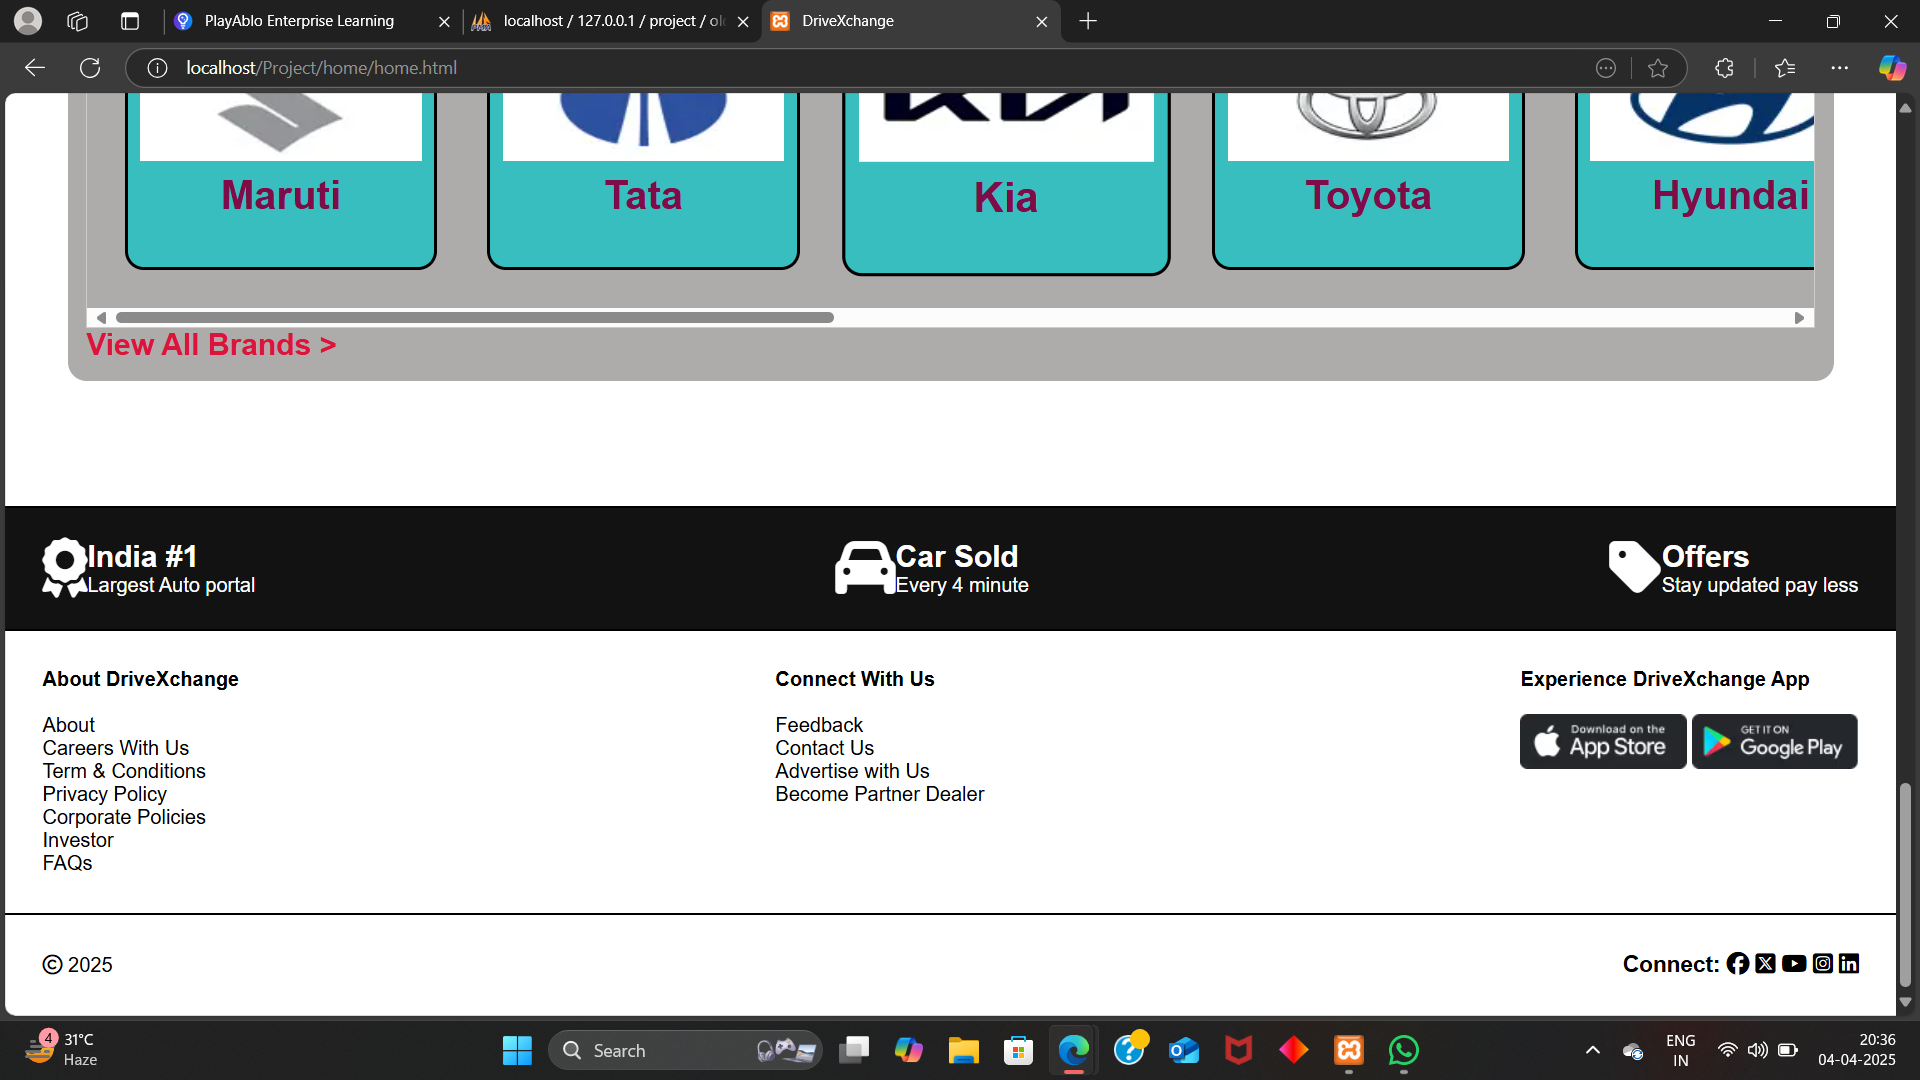 PlayAblo Enterprise Learning
localhost / 127.0.0.1 / project / ol
DriveXchange
localhost/Project/home/home.html
Maruti
Tata
Kia
Toyota
Hyundai
View All Brands >
India #1
Largest Auto portal
Car Sold
Every 4 minute
Offers
Stay updated pay less
About DriveXchange
About
Careers With Us
Term & Conditions
Privacy Policy
Corporate Policies
Investor
FAQs
Connect With Us
Feedback
Contact Us
Advertise with Us
Become Partner Dealer
Experience DriveXchange App
Download on the
App Store
GET IT ON
Google Play
© 2025
Connect:
4
31°C
Haze
Search
ENG
IN
20:36
04-04-2025